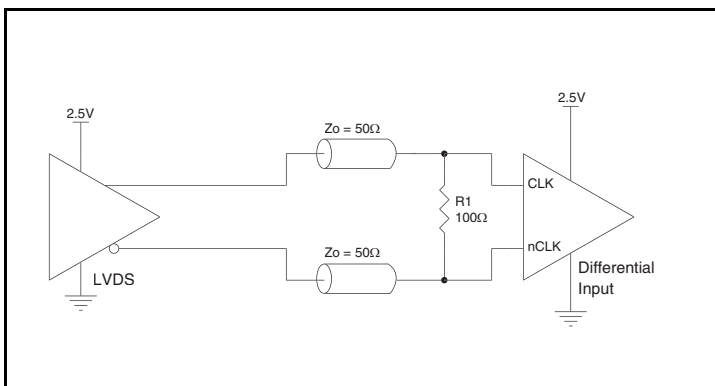 2.5V
2.5V
Zo = 50Ω
CLK
R1
100Ω
nCLK
Zo = 50Ω
LVDS
Differential
Input